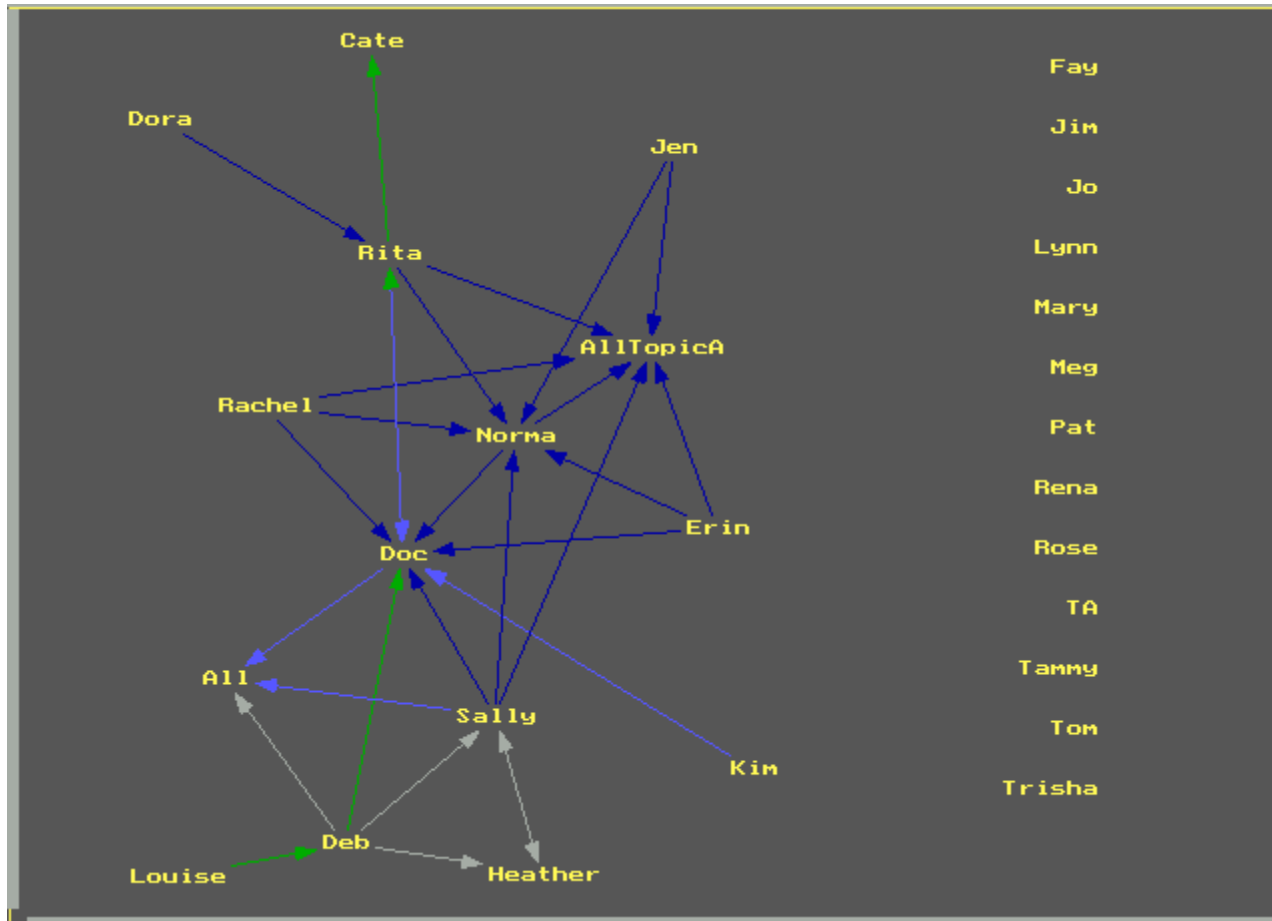 Cate
Fay
Dora
Jim
Jen
Jo
Rita
Lynn
Mary
AllTopicA
Meg
Rachel
Norma
Pat
Rena
Erin
Doc
Rose
TA
All
Tammy
Sally
Tom
Kim
Trisha
Deb
Louise
Heather